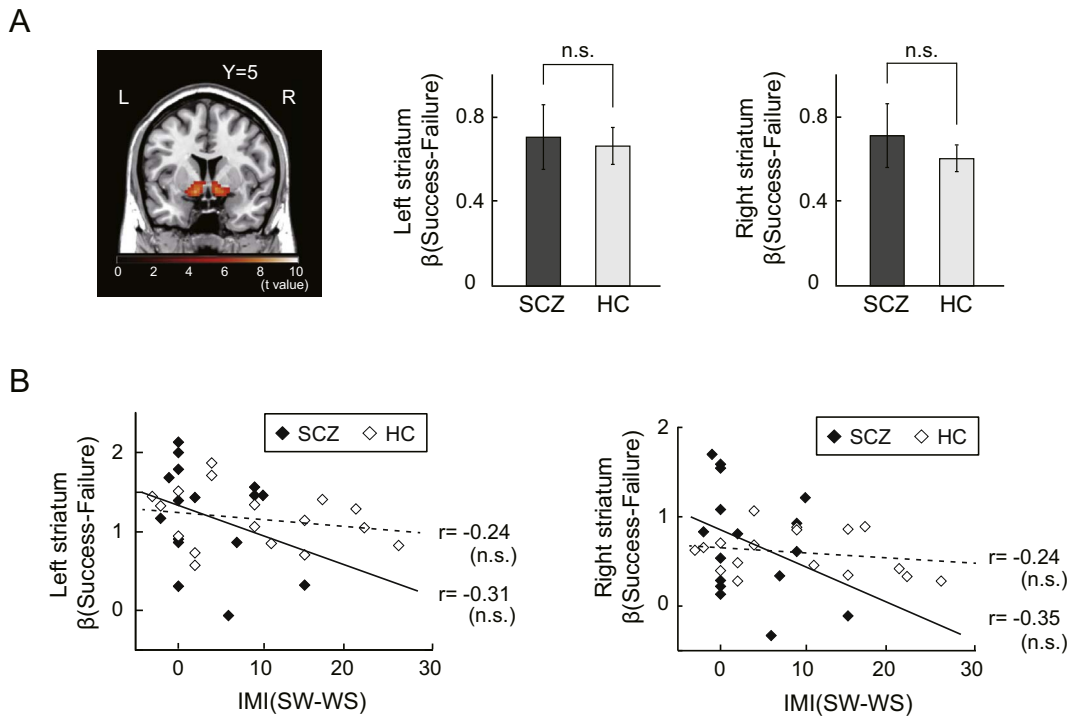 A
Y=5
L
R
0 2 4 6 8 10
(t value)
Left striatum
β(Success-Failure)
n.s.
0.8
0.4
0
SCZ HC
Right striatum
β(Success-Failure)
n.s.
0.8
0.4
0
SCZ HC
B
Left striatum
β(Success-Failure)
SCZ HC
2
1
0
r= -0.24
(n.s.)
r= -0.31
(n.s.)
0 10 20 30
IMI(SW-WS)
Right striatum
β(Success-Failure)
SCZ HC
2
1
0
r= -0.24
(n.s.)
r= -0.35
(n.s.)
0 10 20 30
IMI(SW-WS)